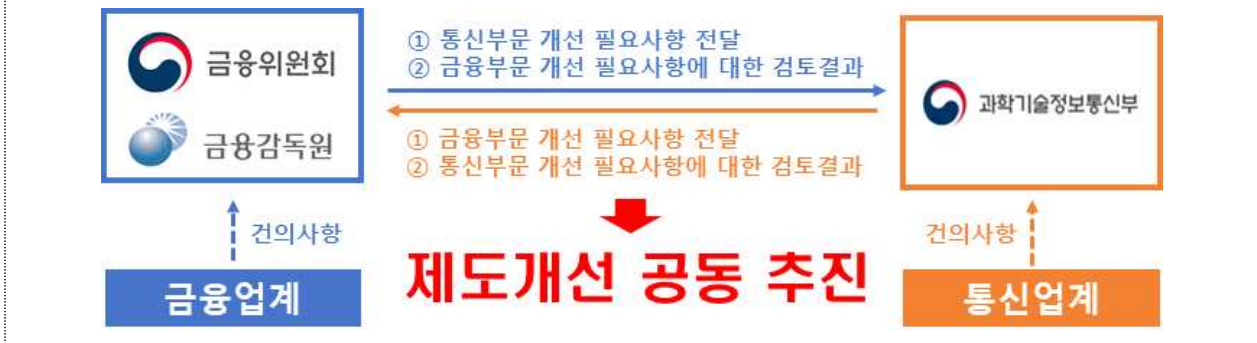 금융위원회
금융감독원
① 통신부문 개선 필요사항 전달
② 금융부문 개선 필요사항에 대한 검토결과
① 금융부문 개선 필요사항 전달
② 통신부문 개선 필요사항에 대한 검토결과
과학기술정보통신부
건의사항
건의사항
금융업계
제도개선 공동 추진
통신업계